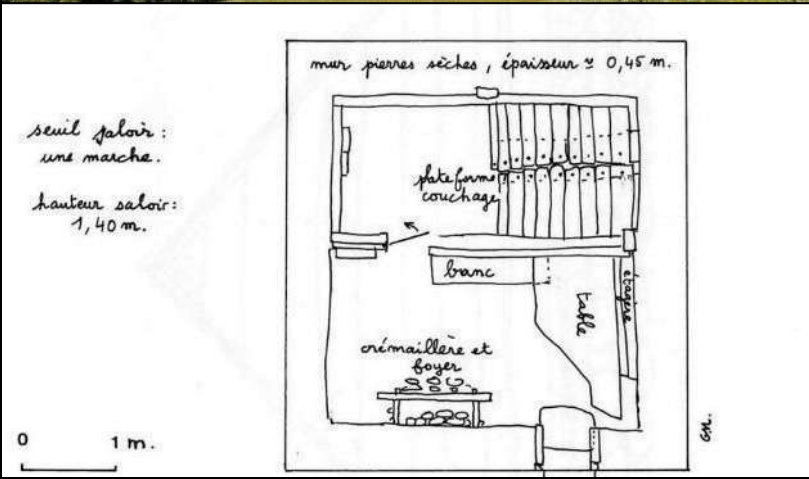 mur pierres sèches, épaisseur ≃ 0,45 m.
seuil saloir :
une marche.
hauteur saloir :
1,40 m.
plateforme
couchage
banc
table
étagère
crémaillère et
foyer
0 1 m.
GM.